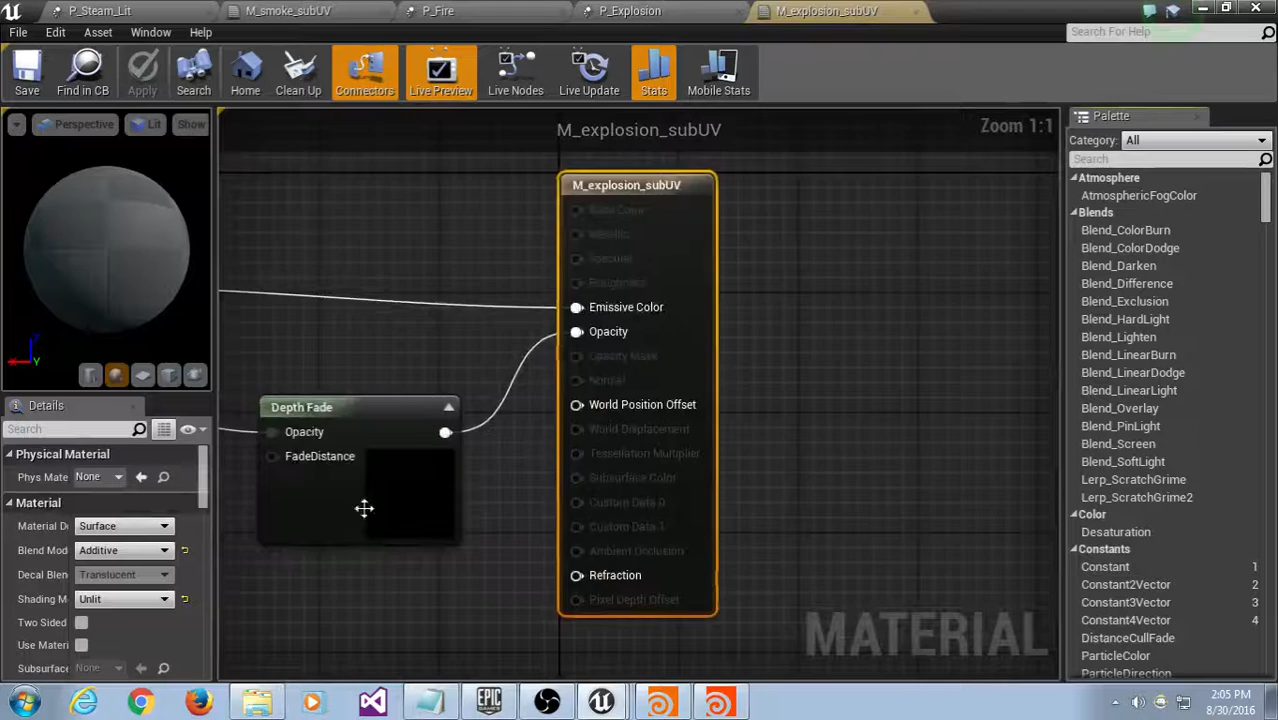 P_Steam_Lit
M_smoke_subUV
P_Fire
P_Explosion
M_explosion_subUV
File Edit Asset Window Help
Search For Help
Save
Find in CB
Apply
Search
Home
Clean Up
Connectors
Live Preview
Live Nodes
Live Update
Stats
Mobile Stats
Perspective
Lit
Show
M_explosion_subUV
Zoom 1:1
Palette
Category: All
Search
Atmosphere
AtmosphericFogColor
Blends
Blend_ColorBurn
Blend_ColorDodge
Blend_Darken
Blend_Difference
Blend_Exclusion
Blend_HardLight
Blend_Lighten
Blend_LinearBurn
Blend_LinearDodge
Blend_LinearLight
Blend_Overlay
Blend_PinLight
Blend_Screen
Blend_SoftLight
Lerp_ScratchGrime
Lerp_ScratchGrime2
Color
Desaturation
Constants
Constant 1
Constant2Vector 2
Constant3Vector 3
Constant4Vector 4
DistanceCullFade
ParticleColor
ParticleDirection
M_explosion_subUV
Base Color
Metallic
Specular
Roughness
Emissive Color
Opacity
Opacity Mask
Normal
World Position Offset
World Displacement
Tessellation Multiplier
Subsurface Color
Custom Data 0
Custom Data 1
Ambient Occlusion
Refraction
Pixel Depth Offset
Depth Fade
Opacity
FadeDistance
MATERIAL
X
Y
Z
Details
Search
Physical Material
Phys Mate None
Material
Material D Surface
Blend Mod Additive
Decal Blen Translucent
Shading M Unlit
Two Sided
Use Materi
Subsurface None
EPIC
GAMES
2:05 PM
8/30/2016